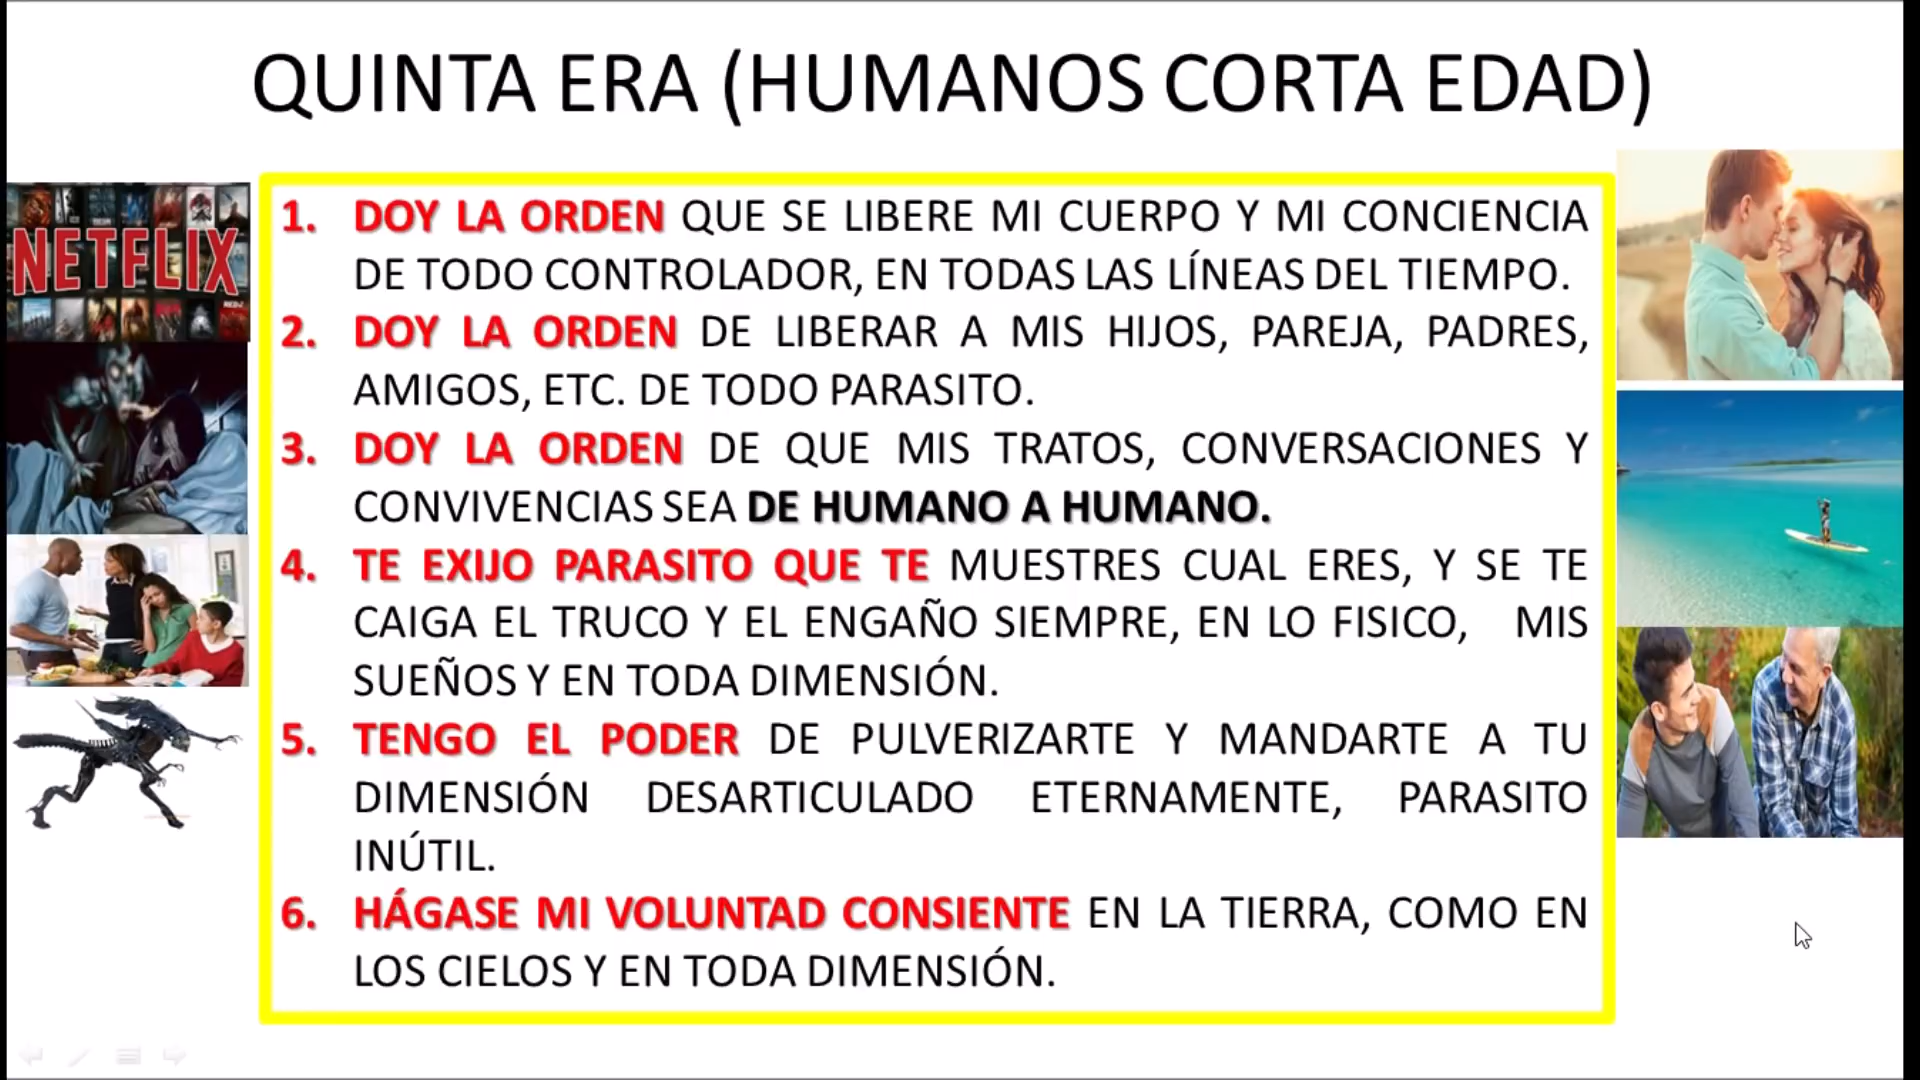 QUINTA ERA (HUMANOS CORTA EDAD)
NETFLIX
1. DOY LA ORDEN QUE SE LIBERE MI CUERPO Y MI CONCIENCIA
DE TODO CONTROLADOR, EN TODAS LAS LÍNEAS DEL TIEMPO.
2. DOY LA ORDEN DE LIBERAR A MIS HIJOS, PAREJA, PADRES,
AMIGOS, ETC. DE TODO PARASITO.
3. DOY LA ORDEN DE QUE MIS TRATOS, CONVERSACIONES Y
CONVIVENCIAS SEA DE HUMANO A HUMANO.
4. TE EXIJO PARASITO QUE TE MUESTRES CUAL ERES, Y SE TE
CAIGA EL TRUCO Y EL ENGAÑO SIEMPRE, EN LO FISICO, MIS
SUEÑOS Y EN TODA DIMENSIÓN.
5. TENGO EL PODER DE PULVERIZARTE Y MANDARTE A TU
DIMENSIÓN DESARTICULADO ETERNAMENTE, PARASITO
INÚTIL.
6. HÁGASE MI VOLUNTAD CONSIENTE EN LA TIERRA, COMO EN
LOS CIELOS Y EN TODA DIMENSIÓN.